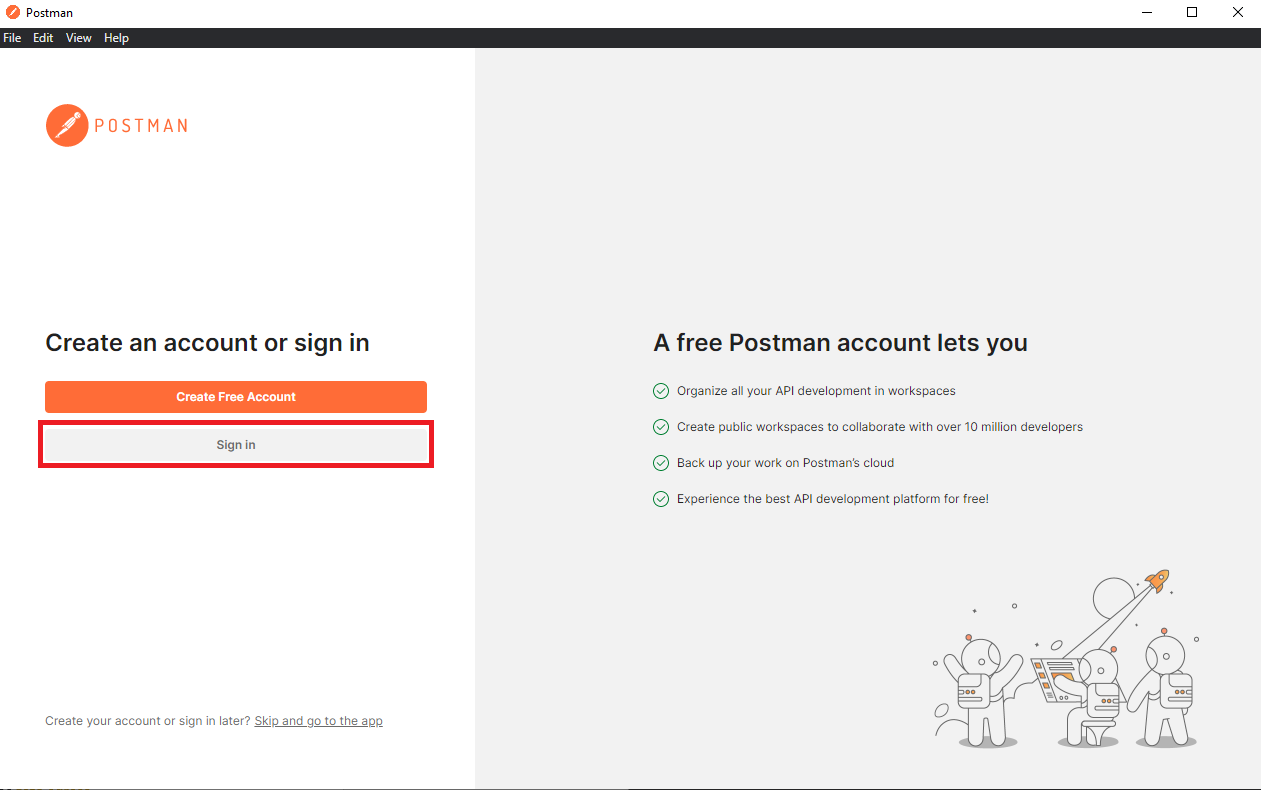 Postman
File Edit View Help
POSTMAN
Create an account or sign in
Create Free Account
Sign in
Create your account or sign in later? Skip and go to the app
A free Postman account lets you
Organize all your API development in workspaces
Create public workspaces to collaborate with over 10 million developers
Back up your work on Postman's cloud
Experience the best API development platform for free!